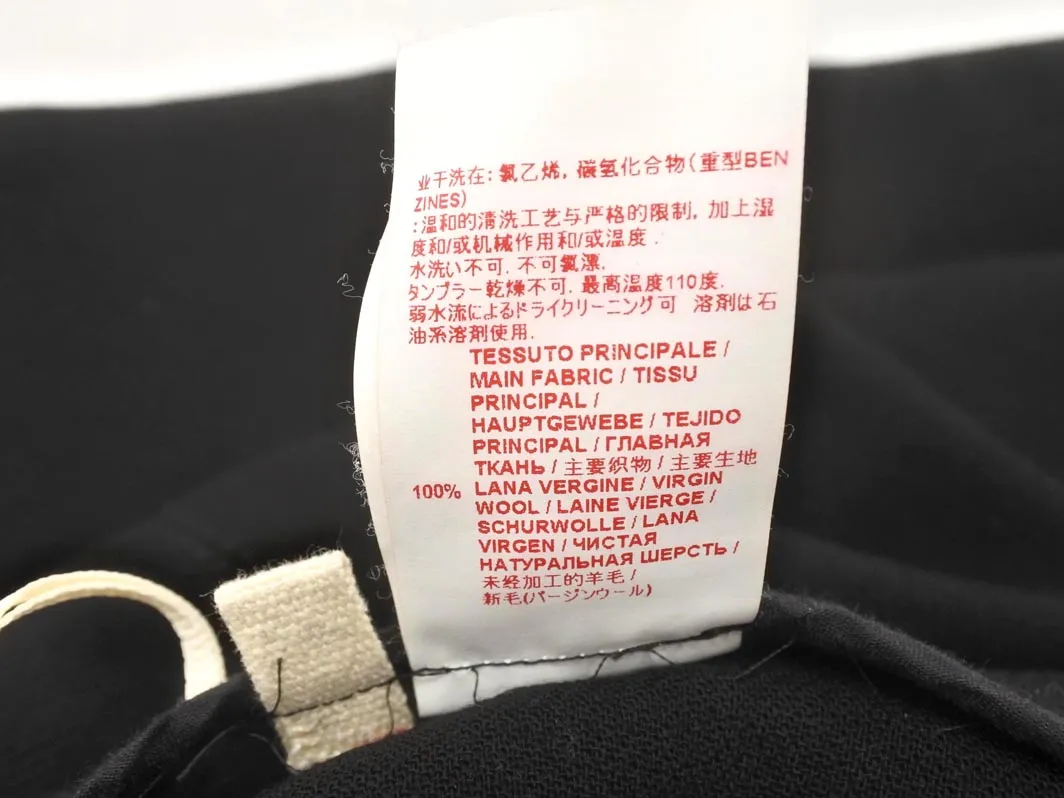 业干洗在: 氯乙烯, 碳氢化合物(重型BEN
ZINES)
:温和的清洗工艺与严格的限制, 加上湿
度和/或机械作用和/或温度 .
水洗い不可. 不可氯漂.
タンブラー乾燥不可. 最高温度110度.
弱水流によるドライクリーニング可 溶剤は石
油系溶剤使用.
TESSUTO PRINCIPALE /
MAIN FABRIC / TISSU
PRINCIPAL /
HAUPTGEWEBE / TEJIDO
PRINCIPAL / ГЛАВНАЯ
ТКАНЬ / 主要织物 / 主要生地
100% LANA VERGINE / VIRGIN
WOOL / LAINE VIERGE /
SCHURWOLLE / LANA
VIRGEN / ЧИСТАЯ
НАТУРАЛЬНАЯ ШЕРСТЬ /
未经加工的羊毛 /
新毛(バージンウール)